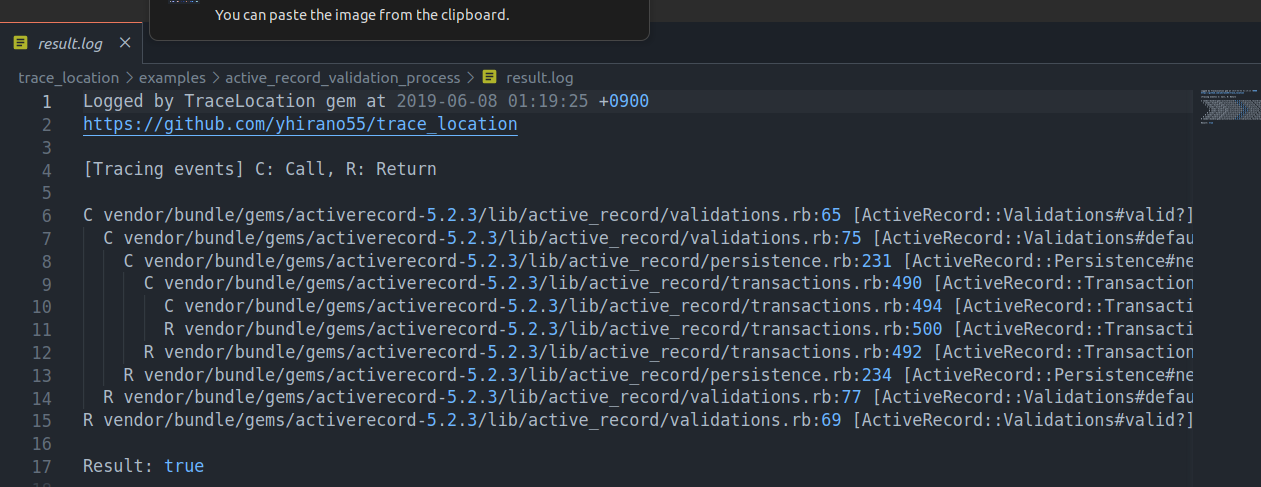 You can paste the image from the clipboard.
result.log
trace_location > examples > active_record_validation_process > result.log
1 Logged by TraceLocation gem at 2019-06-08 01:19:25 +0900
2 https://github.com/yhirano55/trace_location
3
4 [Tracing events] C: Call, R: Return
5
6 C vendor/bundle/gems/activerecord-5.2.3/lib/active_record/validations.rb:65 [ActiveRecord::Validations#valid?]
7 C vendor/bundle/gems/activerecord-5.2.3/lib/active_record/validations.rb:75 [ActiveRecord::Validations#defau
8 C vendor/bundle/gems/activerecord-5.2.3/lib/active_record/persistence.rb:231 [ActiveRecord::Persistence#ne
9 C vendor/bundle/gems/activerecord-5.2.3/lib/active_record/transactions.rb:490 [ActiveRecord::Transaction
10 C vendor/bundle/gems/activerecord-5.2.3/lib/active_record/transactions.rb:494 [ActiveRecord::Transacti
11 R vendor/bundle/gems/activerecord-5.2.3/lib/active_record/transactions.rb:500 [ActiveRecord::Transacti
12 R vendor/bundle/gems/activerecord-5.2.3/lib/active_record/transactions.rb:492 [ActiveRecord::Transaction
13 R vendor/bundle/gems/activerecord-5.2.3/lib/active_record/persistence.rb:234 [ActiveRecord::Persistence#ne
14 R vendor/bundle/gems/activerecord-5.2.3/lib/active_record/validations.rb:77 [ActiveRecord::Validations#defau
15 R vendor/bundle/gems/activerecord-5.2.3/lib/active_record/validations.rb:69 [ActiveRecord::Validations#valid?]
16
17 Result: true